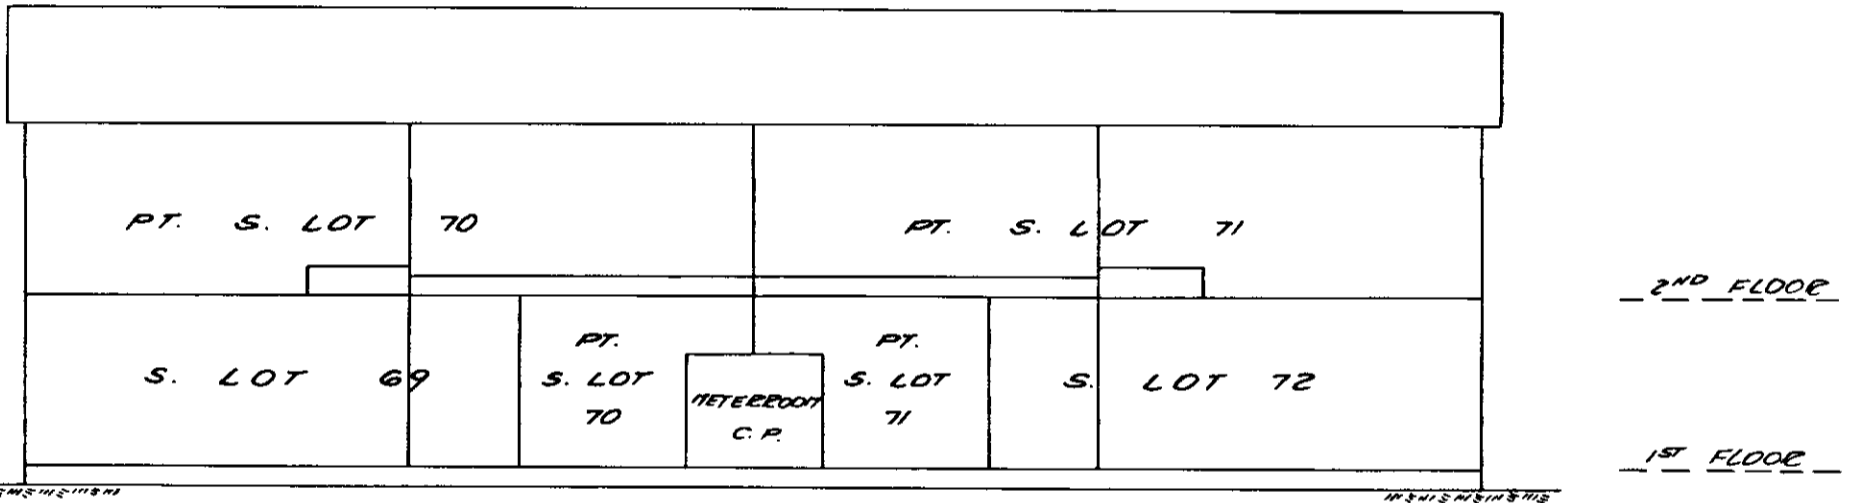 PT. S. LOT 70
PT. S. LOT 71
2ND FLOOR
S. LOT 69
PT.
S. LOT
70
METERROOM
C. P.
PT.
S. LOT
71
S. LOT 72
1ST FLOOR